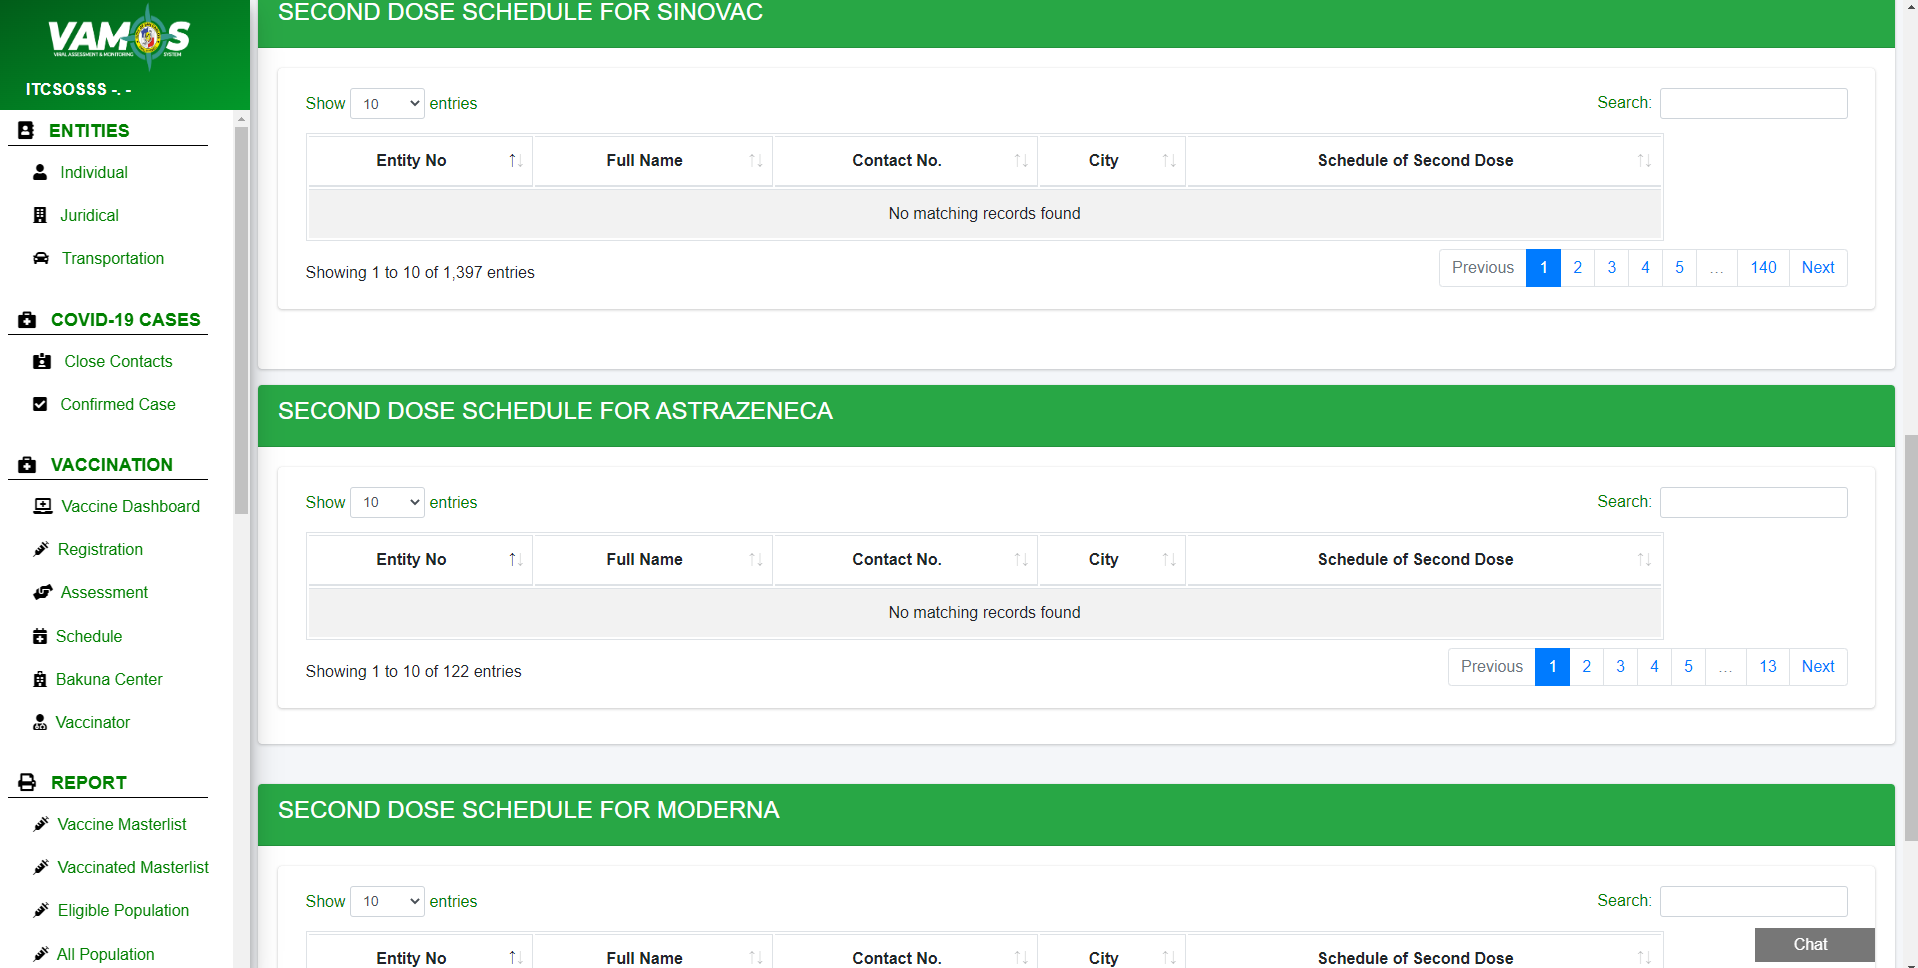 VAMOS
VIRAL ASSESSMENT & MONITORING SYSTEM
ITCSOSSS -. -
ENTITIES
Individual
Juridical
Transportation
COVID-19 CASES
Close Contacts
Confirmed Case
VACCINATION
Vaccine Dashboard
Registration
Assessment
Schedule
Bakuna Center
Vaccinator
REPORT
Vaccine Masterlist
Vaccinated Masterlist
Eligible Population
All Population
SECOND DOSE SCHEDULE FOR SINOVAC
Show 10 entries Search:
Entity No Full Name Contact No. City Schedule of Second Dose
No matching records found
Showing 1 to 10 of 1,397 entries Previous 1 2 3 4 5 … 140 Next
SECOND DOSE SCHEDULE FOR ASTRAZENECA
Show 10 entries Search:
Entity No Full Name Contact No. City Schedule of Second Dose
No matching records found
Showing 1 to 10 of 122 entries Previous 1 2 3 4 5 … 13 Next
SECOND DOSE SCHEDULE FOR MODERNA
Show 10 entries Search:
Entity No Full Name Contact No. City Schedule of Second Dose
Chat